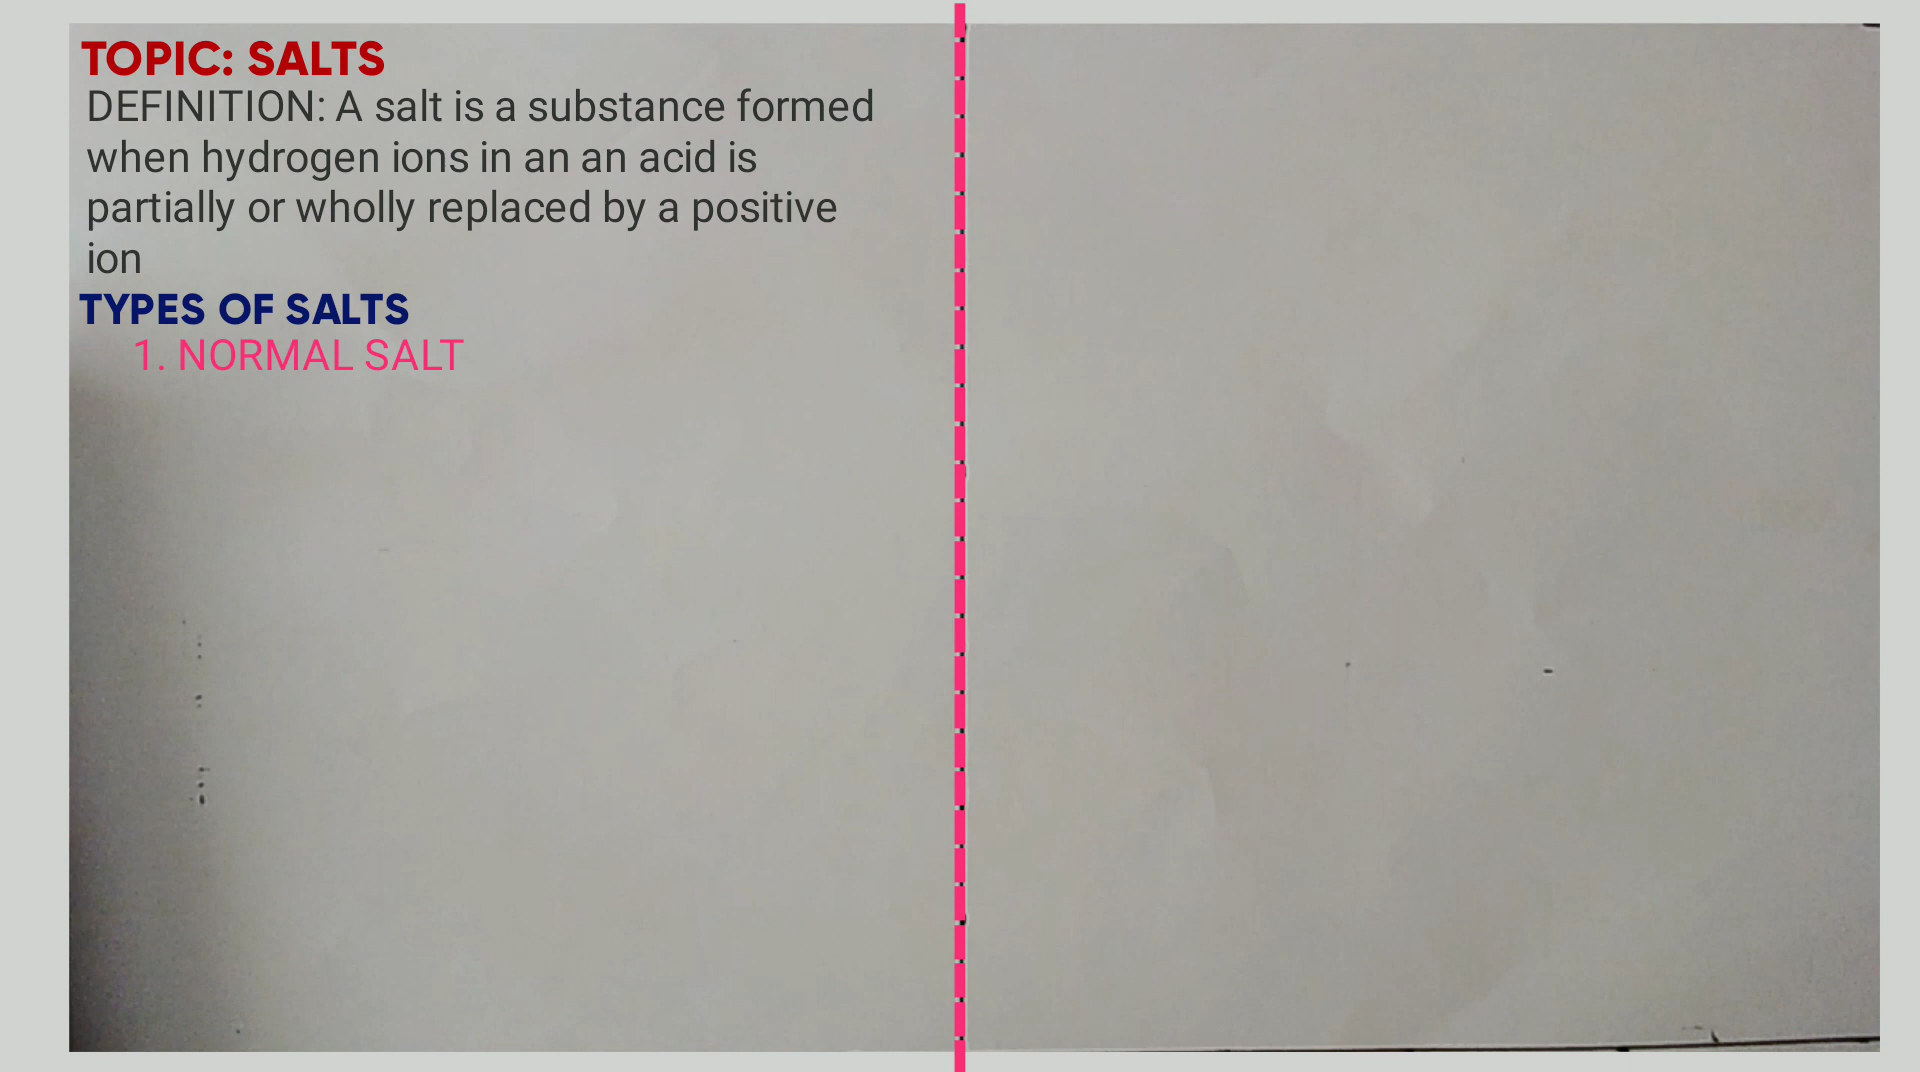 TOPIC: SALTS
DEFINITION: A salt is a substance formed
when hydrogen ions in an an acid is
partially or wholly replaced by a positive
ion
TYPES OF SALTS
1. NORMAL SALT